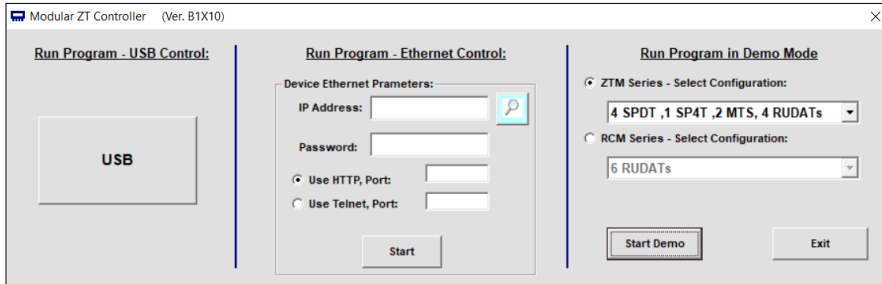 Modular ZT Controller (Ver. B1X10)
Run Program - USB Control:
USB
Run Program - Ethernet Control:
Device Ethernet Prameters:
IP Address:
Password:
Use HTTP, Port:
Use Telnet, Port:
Start
Run Program in Demo Mode
ZTM Series - Select Configuration:
4 SPDT ,1 SP4T ,2 MTS, 4 RUDATs
RCM Series - Select Configuration:
6 RUDATs
Start Demo
Exit